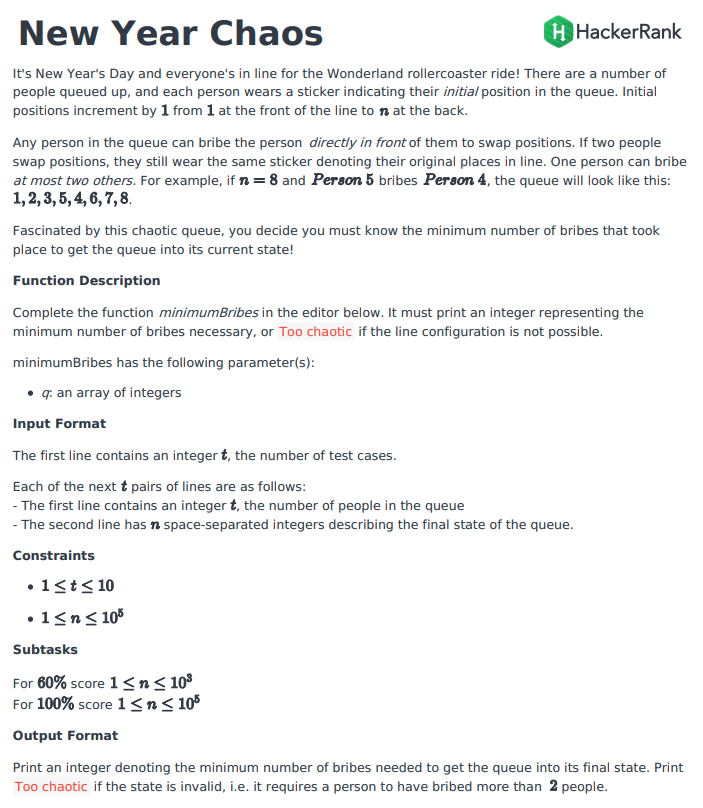 New Year Chaos
HackerRank
It's New Year's Day and everyone's in line for the Wonderland rollercoaster ride! There are a number of
people queued up, and each person wears a sticker indicating their initial position in the queue. Initial
positions increment by 1 from 1 at the front of the line to n at the back.
Any person in the queue can bribe the person directly in front of them to swap positions. If two people
swap positions, they still wear the same sticker denoting their original places in line. One person can bribe
at most two others. For example, if n = 8 and Person 5 bribes Person 4, the queue will look like this:
1, 2, 3, 5, 4, 6, 7, 8.
Fascinated by this chaotic queue, you decide you must know the minimum number of bribes that took
place to get the queue into its current state!
Function Description
Complete the function minimumBribes in the editor below. It must print an integer representing the
minimum number of bribes necessary, or Too chaotic if the line configuration is not possible.
minimumBribes has the following parameter(s):
• q: an array of integers
Input Format
The first line contains an integer t, the number of test cases.
Each of the next t pairs of lines are as follows:
- The first line contains an integer t, the number of people in the queue
- The second line has n space-separated integers describing the final state of the queue.
Constraints
• 1 ≤ t ≤ 10
• 1 ≤ n ≤ 10⁵
Subtasks
For 60% score 1 ≤ n ≤ 10³
For 100% score 1 ≤ n ≤ 10⁵
Output Format
Print an integer denoting the minimum number of bribes needed to get the queue into its final state. Print
Too chaotic if the state is invalid, i.e. it requires a person to have bribed more than 2 people.